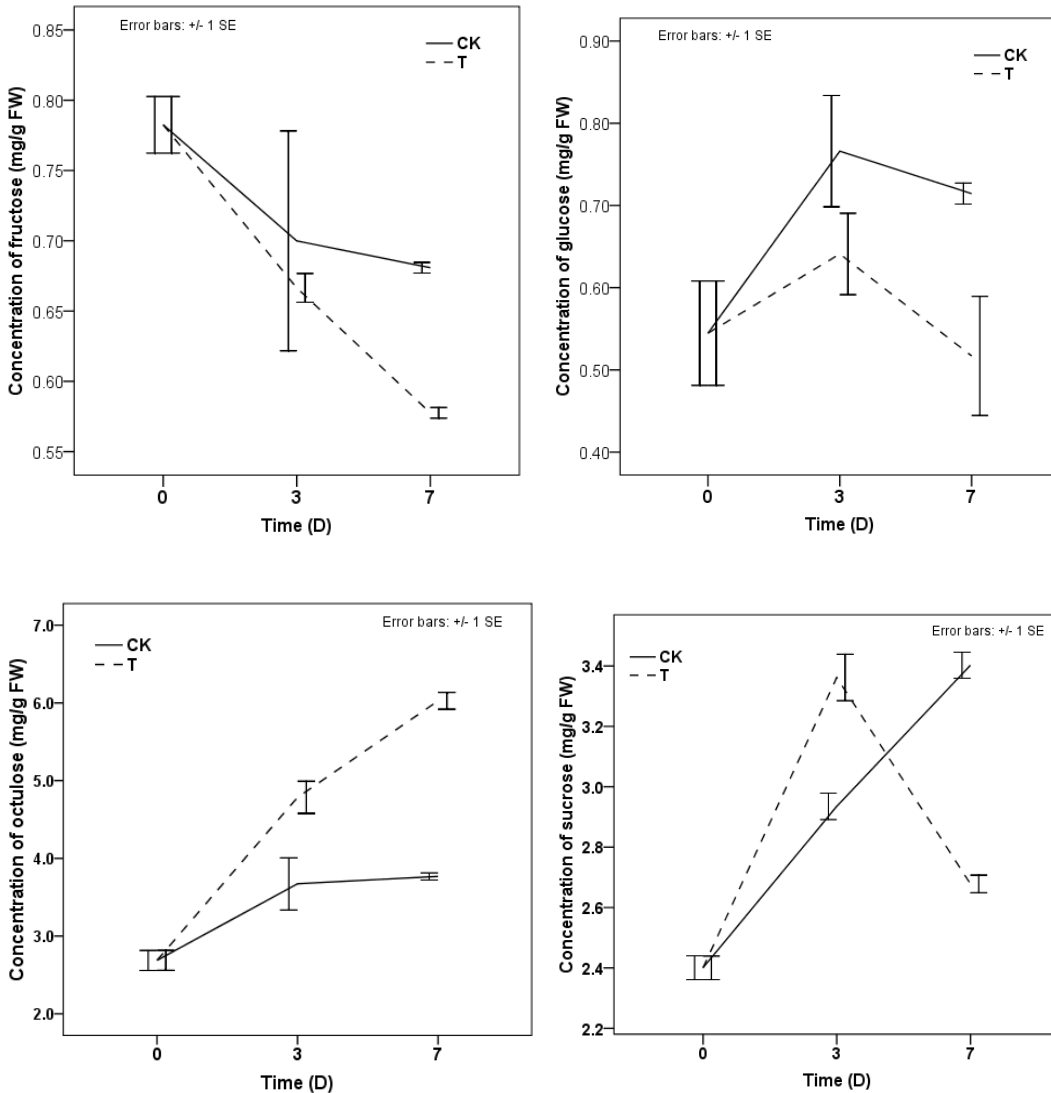 Error bars: +/- 1 SE
CK
T
Concentration of fructose (mg/g FW)
0.85
0.80
0.75
0.70
0.65
0.60
0.55
0
3
7
Time (D)
Error bars: +/- 1 SE
CK
T
Concentration of glucose (mg/g FW)
0.90
0.80
0.70
0.60
0.50
0.40
0
3
7
Time (D)
Error bars: +/- 1 SE
CK
T
Concentration of octulose (mg/g FW)
7.0
6.0
5.0
4.0
3.0
2.0
0
3
7
Time (D)
Error bars: +/- 1 SE
CK
T
Concentration of sucrose (mg/g FW)
3.4
3.2
3.0
2.8
2.6
2.4
2.2
0
3
7
Time (D)